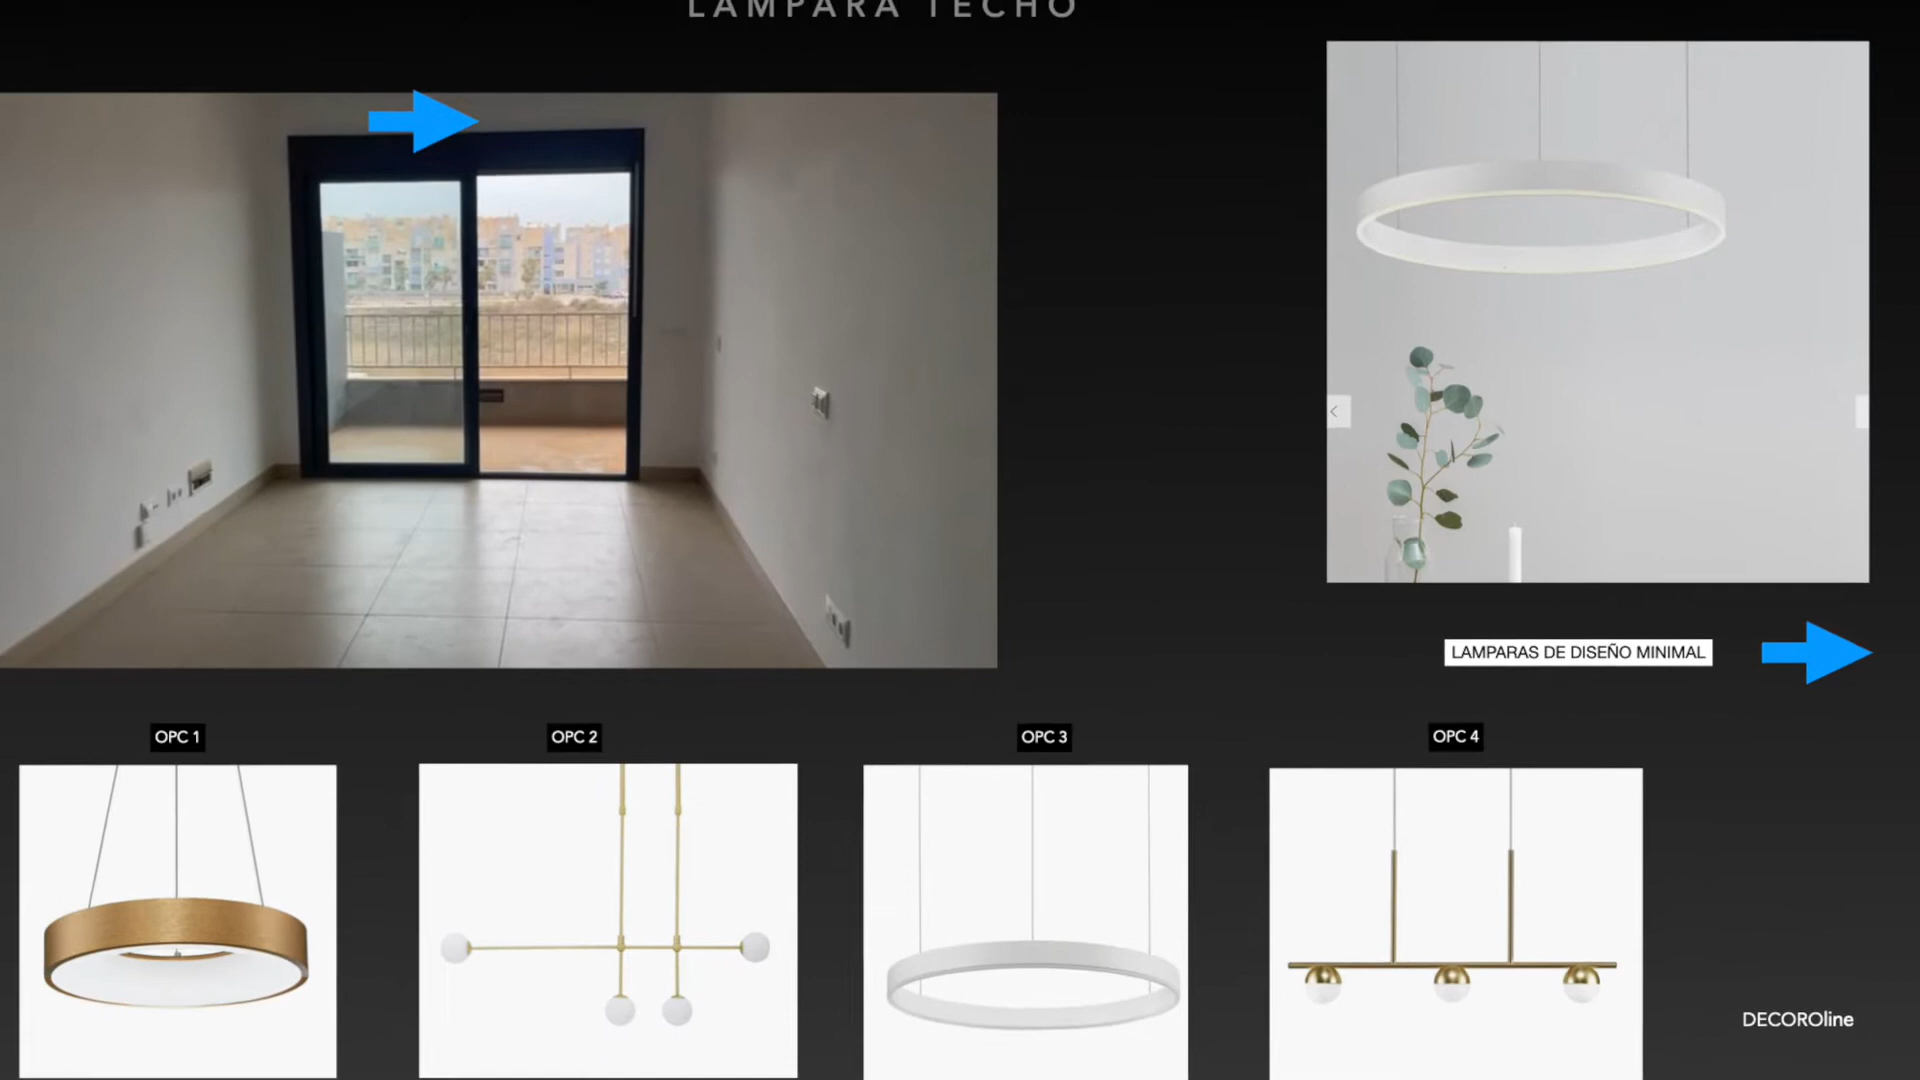 LAMPARA TECHO
LAMPARAS DE DISEÑO MINIMAL
OPC 1
OPC 2
OPC 3
OPC 4
DECOROline